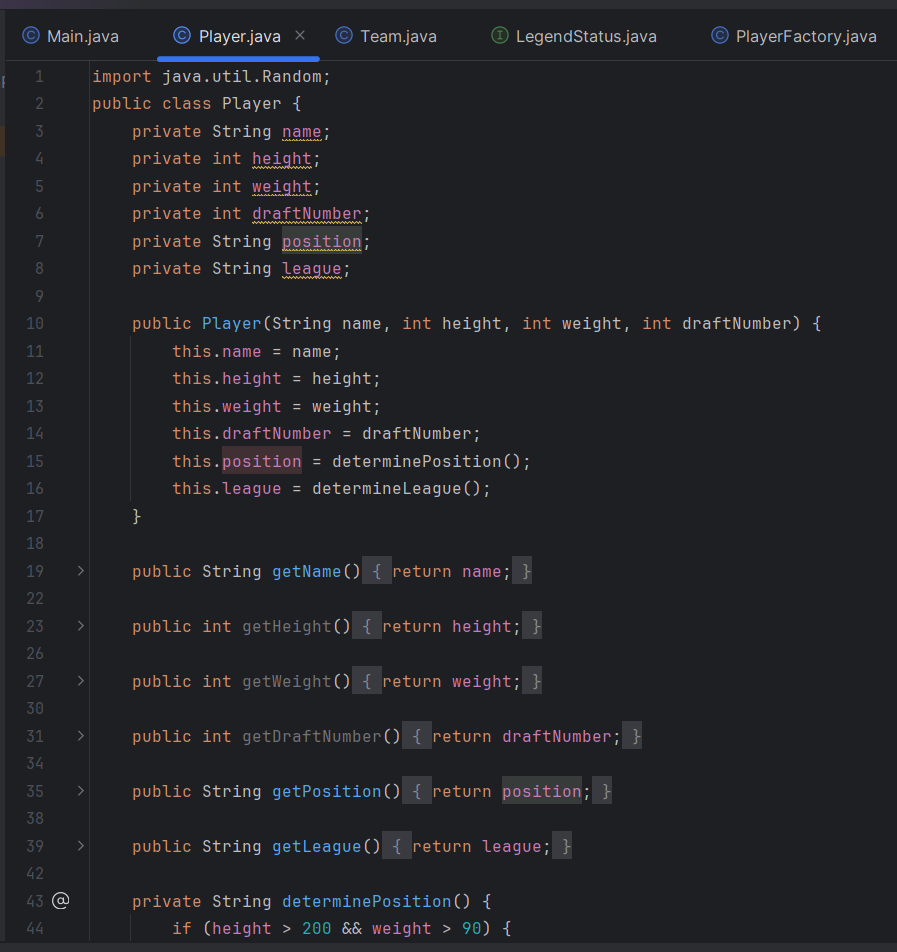 Main.java Player.java Team.java LegendStatus.java PlayerFactory.java
1 import java.util.Random;
2 public class Player {
3 private String name;
4 private int height;
5 private int weight;
6 private int draftNumber;
7 private String position;
8 private String league;
9
10 public Player(String name, int height, int weight, int draftNumber) {
11 this.name = name;
12 this.height = height;
13 this.weight = weight;
14 this.draftNumber = draftNumber;
15 this.position = determinePosition();
16 this.league = determineLeague();
17 }
18
19 public String getName() { return name; }
22
23 public int getHeight() { return height; }
26
27 public int getWeight() { return weight; }
30
31 public int getDraftNumber() { return draftNumber; }
34
35 public String getPosition() { return position; }
38
39 public String getLeague() { return league; }
42
43 @ private String determinePosition() {
44 if (height > 200 && weight > 90) {